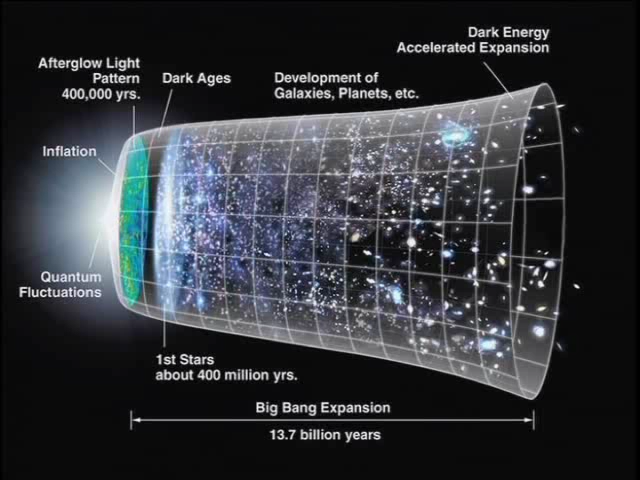 Dark Energy
Accelerated Expansion
Afterglow Light
Pattern
400,000 yrs.
Dark Ages
Development of
Galaxies, Planets, etc.
Inflation
Quantum
Fluctuations
1st Stars
about 400 million yrs.
Big Bang Expansion
13.7 billion years